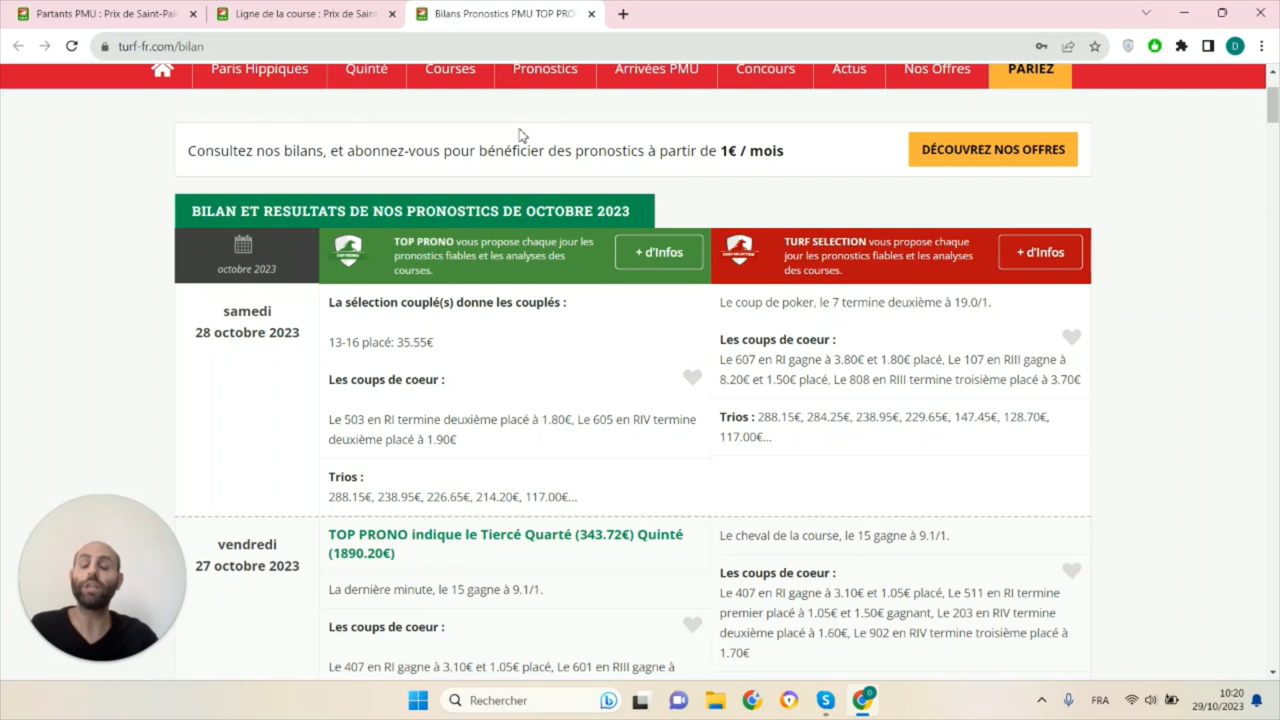 Partants PMU : Prix de Saint-Pai
Ligne de la course : Prix de Saint
Bilans Pronostics PMU TOP PRO
turf-fr.com/bilan
Paris Hippiques Quinté Courses Pronostics Arrivées PMU Concours Actus Nos Offres PARIEZ
Consultez nos bilans, et abonnez-vous pour bénéficier des pronostics à partir de 1€ / mois
DÉCOUVREZ NOS OFFRES
BILAN ET RESULTATS DE NOS PRONOSTICS DE OCTOBRE 2023
octobre 2023
TOP PRONO
TOP PRONO vous propose chaque jour les
pronostics fiables et les analyses des
courses.
+ d'Infos
TURF SELECTION vous propose chaque
jour les pronostics fiables et les analyses
des courses.
+ d'Infos
samedi
28 octobre 2023
La sélection couplé(s) donne les couplés :
13-16 placé: 35.55€
Les coups de coeur :
Le 503 en RI termine deuxième placé à 1.80€, Le 605 en RIV termine
deuxième placé à 1.90€
Trios :
288.15€, 238.95€, 226.65€, 214.20€, 117.00€...
Le coup de poker, le 7 termine deuxième à 19.0/1.
Les coups de coeur :
Le 607 en RI gagne à 3.80€ et 1.80€ placé, Le 107 en RIII gagne à
8.20€ et 1.50€ placé, Le 808 en RIII termine troisième placé à 3.70€
Trios : 288.15€, 284.25€, 238.95€, 229.65€, 147.45€, 128.70€,
117.00€...
vendredi
27 octobre 2023
TOP PRONO indique le Tiercé Quarté (343.72€) Quinté
(1890.20€)
La dernière minute, le 15 gagne à 9.1/1.
Les coups de coeur :
Le 407 en RI gagne à 3.10€ et 1.05€ placé, Le 601 en RIII gagne à
Le cheval de la course, le 15 gagne à 9.1/1.
Les coups de coeur :
Le 407 en RI gagne à 3.10€ et 1.05€ placé, Le 511 en RI termine
premier placé à 1.05€ et 1.50€ gagnant, Le 203 en RIV termine
deuxième placé à 1.60€, Le 902 en RIV termine troisième placé à
1.70€
Rechercher
FRA
10:20
29/10/2023